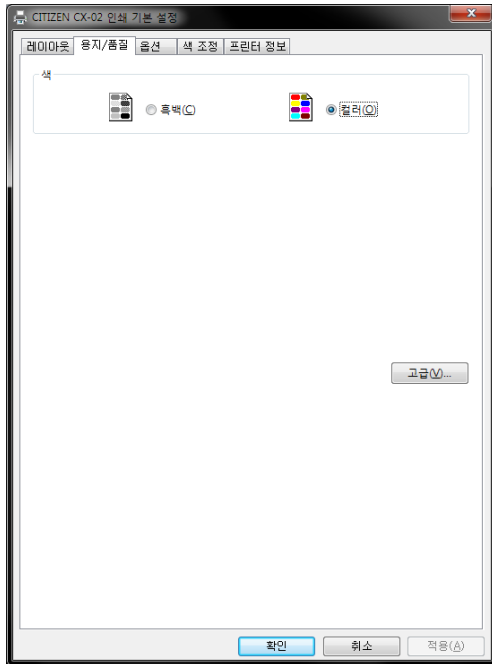 CITIZEN CX-02 인쇄 기본 설정
레이아웃 용지/품질 옵션 색 조정 프린터 정보
색
흑백(C) 컬러(O)
고급(V)...
확인 취소 적용(A)